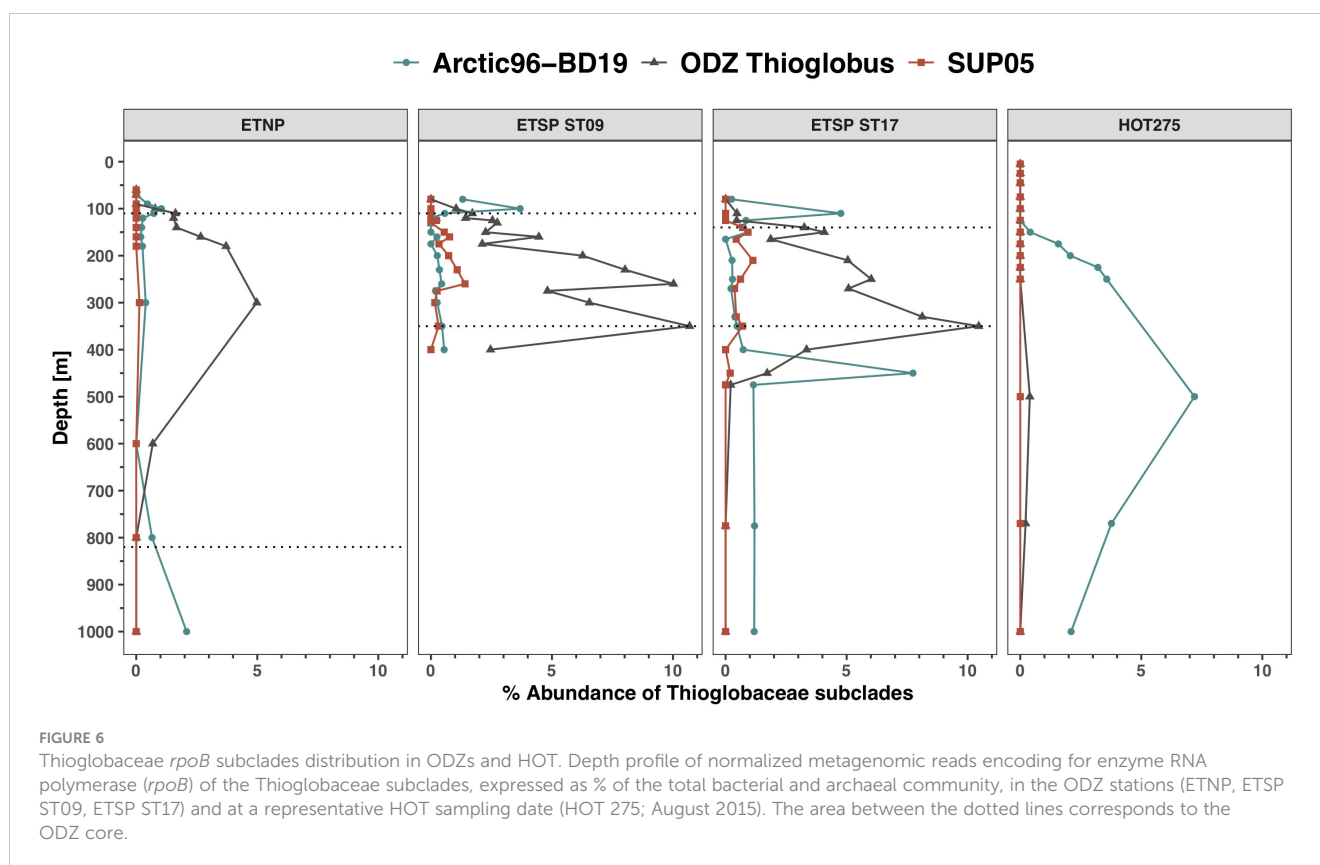 Arctic96–BD19 ODZ Thioglobus SUP05
ETNP ETSP ST09 ETSP ST17 HOT275
0
100
200
300
400
500
600
700
800
900
1000
Depth [m]
0 5 10 0 5 10 0 5 10 0 5 10
% Abundance of Thioglobaceae subclades
FIGURE 6
Thioglobaceae rpoB subclades distribution in ODZs and HOT. Depth profile of normalized metagenomic reads encoding for enzyme RNA
polymerase (rpoB) of the Thioglobaceae subclades, expressed as % of the total bacterial and archaeal community, in the ODZ stations (ETNP, ETSP
ST09, ETSP ST17) and at a representative HOT sampling date (HOT 275; August 2015). The area between the dotted lines corresponds to the
ODZ core.